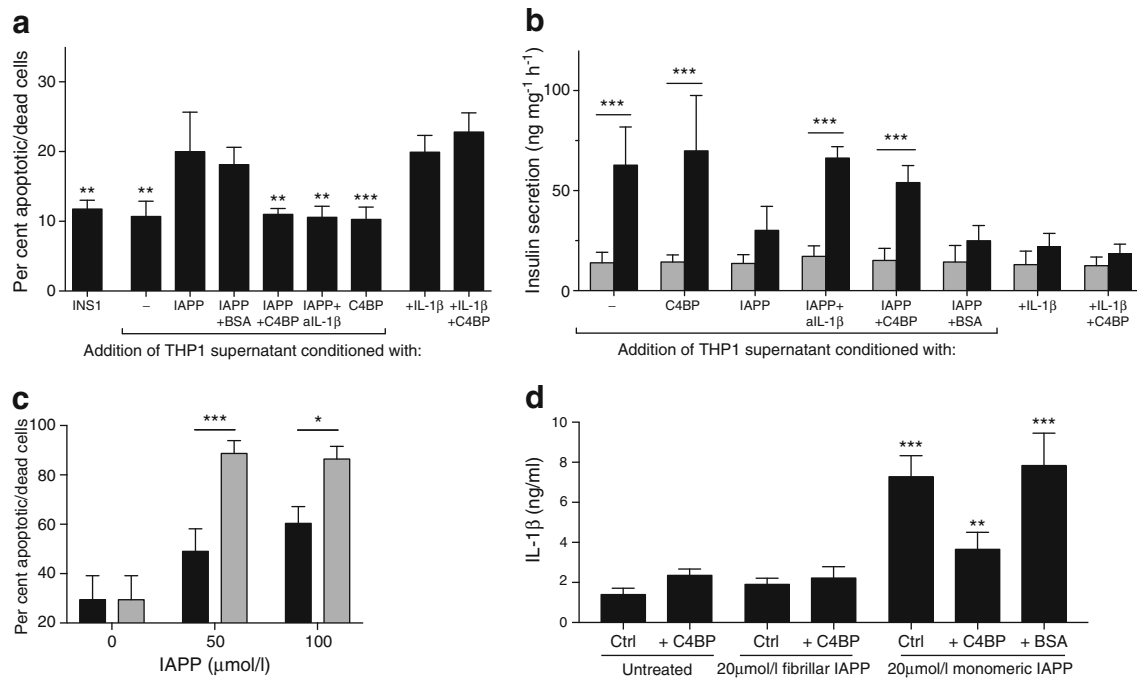 a
Per cent apoptotic/dead cells
30
20
10
0
** ** ** ** ***
INS1 – IAPP IAPP IAPP IAPP+ C4BP +IL-1β +IL-1β
+BSA +C4BP aIL-1β +C4BP
Addition of THP1 supernatant conditioned with:
b
Insulin secretion (ng mg⁻¹ h⁻¹)
100
50
0
*** *** *** ***
– C4BP IAPP IAPP+ IAPP IAPP +IL-1β +IL-1β
aIL-1β +C4BP +BSA +C4BP
Addition of THP1 supernatant conditioned with:
c
Per cent apoptotic/dead cells
100
80
60
40
20
*** *
0 50 100
IAPP (μmol/l)
d
IL-1β (ng/ml)
10
8
6
4
2
0
*** ** ***
Ctrl + C4BP Ctrl + C4BP Ctrl + C4BP + BSA
Untreated 20μmol/l fibrillar IAPP 20μmol/l monomeric IAPP